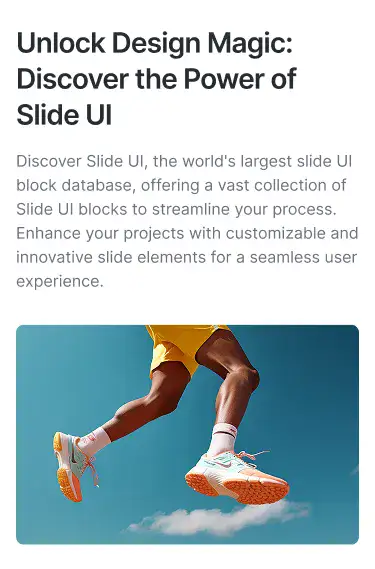 Unlock Design Magic:
Discover the Power of
Slide UI
Discover Slide UI, the world's largest slide UI
block database, offering a vast collection of
Slide UI blocks to streamline your process.
Enhance your projects with customizable and
innovative slide elements for a seamless user
experience.